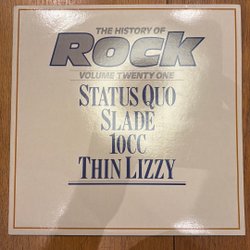 THE HISTORY OF
ROCK
VOLUME TWENTY ONE
STATUS QUO
SLADE
10CC
THIN LIZZY